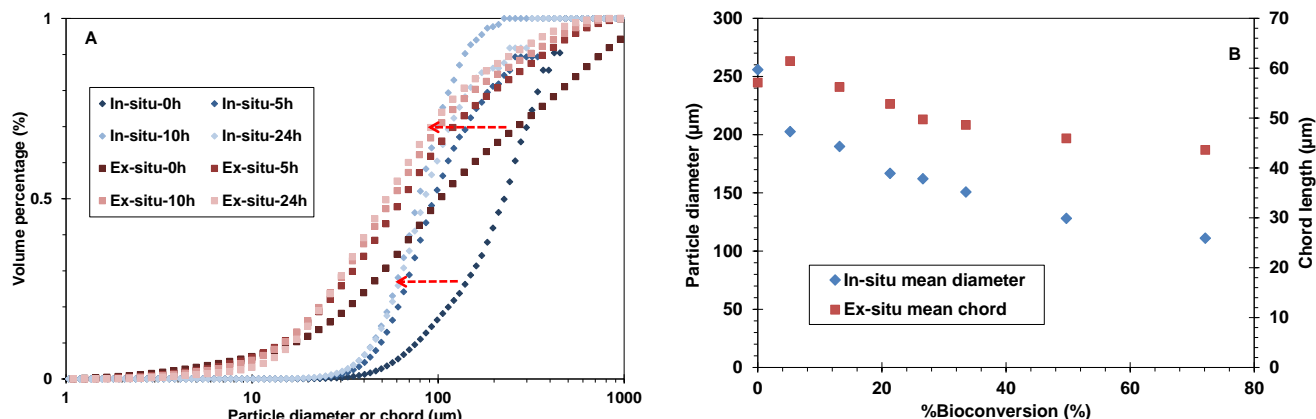 A
1
0.5
0
Volume percentage (%)
In-situ-0h In-situ-5h
In-situ-10h In-situ-24h
Ex-situ-0h Ex-situ-5h
Ex-situ-10h Ex-situ-24h
1 10 100 1000
Particle diameter or chord (µm)
B
300
250
200
150
100
50
0
Particle diameter (µm)
70
60
50
40
30
20
10
0
Chord length (µm)
In-situ mean diameter
Ex-situ mean chord
0 20 40 60 80
%Bioconversion (%)